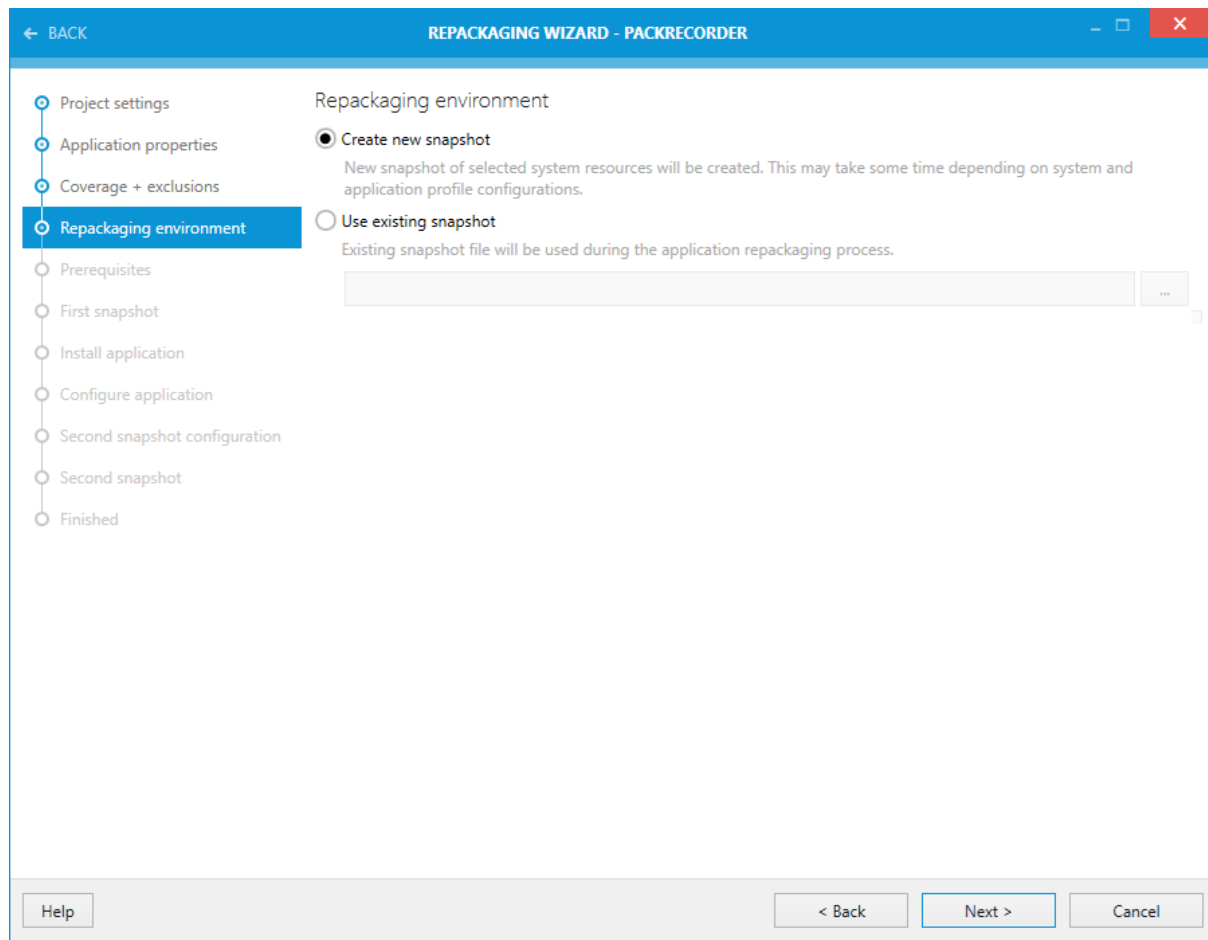 ← BACK
REPACKAGING WIZARD - PACKRECORDER
Project settings
Application properties
Coverage + exclusions
Repackaging environment
Prerequisites
First snapshot
Install application
Configure application
Second snapshot configuration
Second snapshot
Finished
Repackaging environment
Create new snapshot
New snapshot of selected system resources will be created. This may take some time depending on system and
application profile configurations.
Use existing snapshot
Existing snapshot file will be used during the application repackaging process.
...
Help
< Back
Next >
Cancel